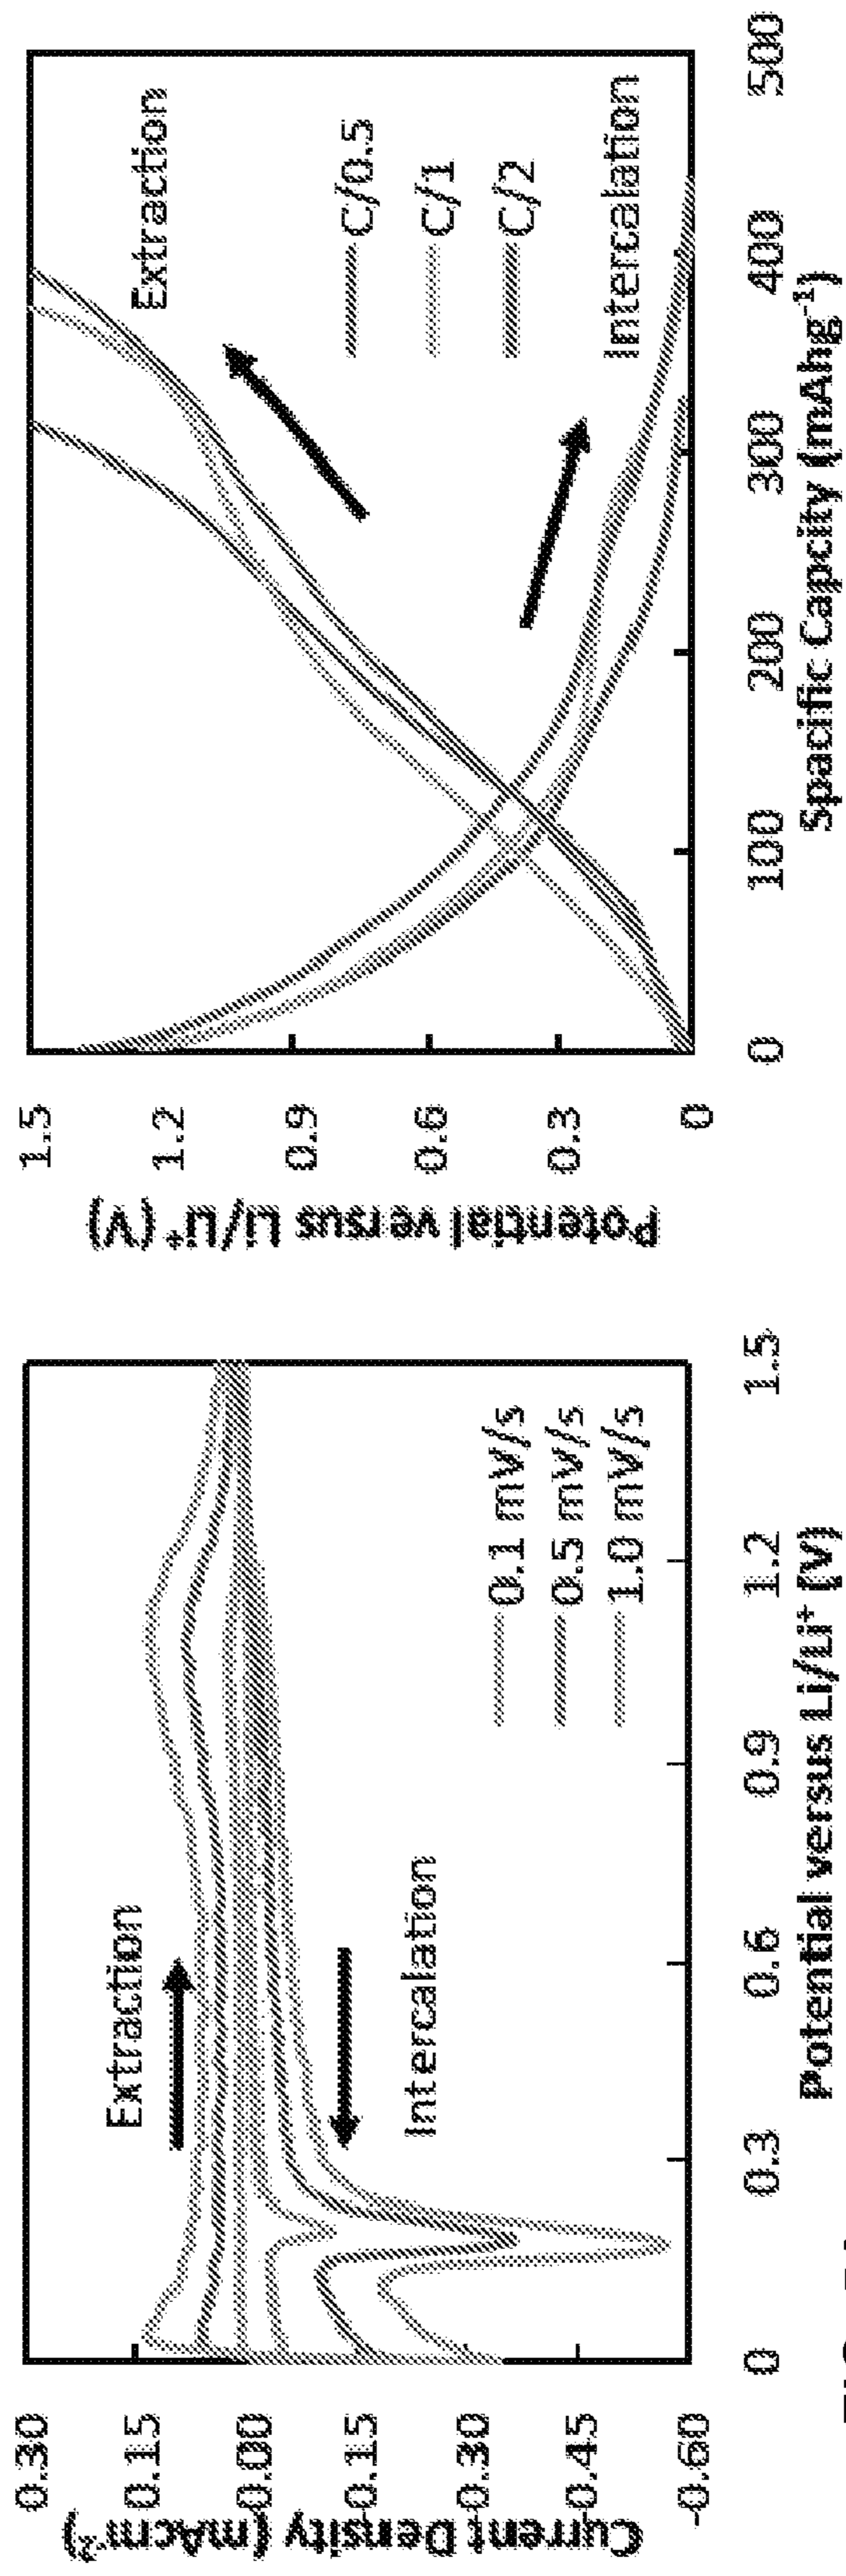 Current Density (mAcm⁻²)
0.30
0.15
0.00
-0.15
-0.30
-0.45
-0.60
Extraction
Intercalation
0.1 mV/s
0.5 mV/s
1.0 mV/s
0 0.3 0.6 0.9 1.2 1.5
Potential versus Li/Li⁺ (V)
Potential versus Li/Li⁺ (V)
1.5
1.2
0.9
0.6
0.3
0
Extraction
C/0.5
C/1
C/2
Intercalation
0 100 200 300 400 500
Spacific Capcity (mAhg⁻¹)